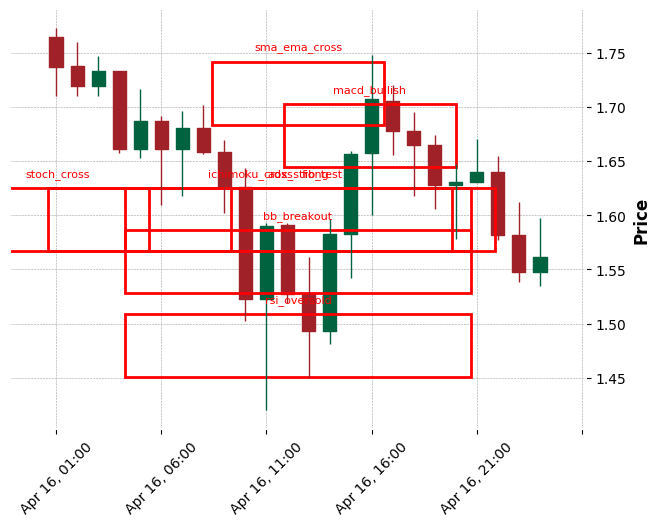 sma_ema_cross
1.75
macd_bullish
1.70
1.65
stoch_cross
fib_test
1.60
Price
bb_breakout
1.55
rsi_oversold
1.50
1.45
Apr 16, 01:00
Apr 16, 06:00
Apr 16, 11:00
Apr 16, 16:00
Apr 16, 21:00